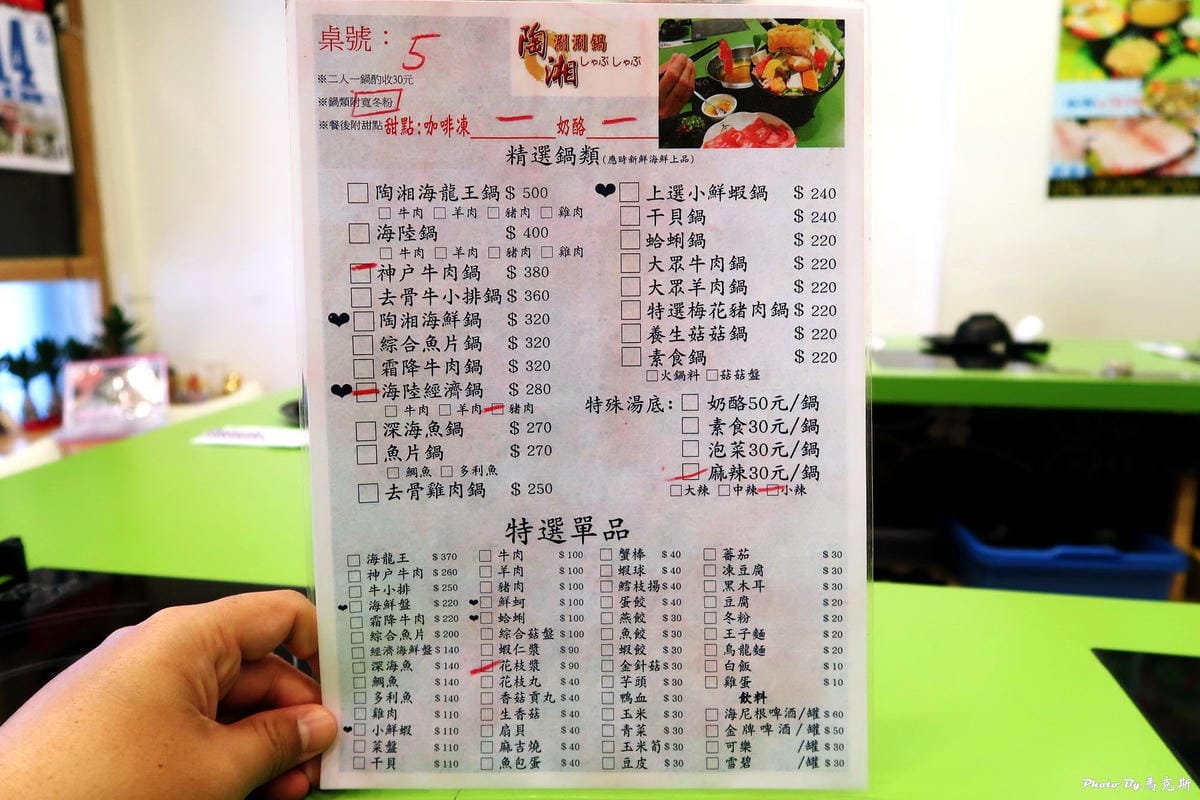 14
桌號： 5
陶湘
涮涮鍋
しゃぶしゃぶ
※二人一鍋酌收30元
※鍋類附寬冬粉
※餐後附甜點 甜點:咖啡凍 一 奶酪 一
精選鍋類(應時新鮮海鮮上品)
□陶湘海龍王鍋 $ 500
□牛肉 □羊肉 □豬肉 □雞肉
□海陸鍋 $ 400
□牛肉 □羊肉 □豬肉 □雞肉
□神戶牛肉鍋 $ 380
□去骨牛小排鍋 $ 360
♥□陶湘海鮮鍋 $ 320
□綜合魚片鍋 $ 320
□霜降牛肉鍋 $ 320
♥□海陸經濟鍋 $ 280
□牛肉 □羊肉 □豬肉
□深海魚鍋 $ 270
□魚片鍋 $ 270
□鯛魚 □多利魚
□去骨雞肉鍋 $ 250
♥□上選小鮮蝦鍋 $ 240
□干貝鍋 $ 240
□蛤蜊鍋 $ 220
□大眾牛肉鍋 $ 220
□大眾羊肉鍋 $ 220
□特選梅花豬肉鍋 $ 220
□養生菇菇鍋 $ 220
□素食鍋 $ 220
□火鍋料 □菇菇盤
特殊湯底: □奶酪50元/鍋
□素食30元/鍋
□泡菜30元/鍋
□麻辣30元/鍋
□大辣 □中辣 □小辣
特選單品
□海龍王 $370
□神戶牛肉 $260
□牛小排 $250
♥□海鮮盤 $220
□霜降牛肉 $220
□綜合魚片 $200
□經濟海鮮盤 $140
□深海魚 $140
□鯛魚 $140
□多利魚 $140
□雞肉 $110
♥□小鮮蝦 $110
□菜盤 $110
□干貝 $110
□牛肉 $100
□羊肉 $100
□豬肉 $100
♥□鮮蚵 $100
♥□蛤蜊 $100
□綜合菇盤 $100
□蝦仁漿 $90
□花枝漿 $90
□花枝丸 $40
□香菇貢丸 $40
□生香菇 $40
□扇貝 $40
□麻吉燒 $40
□魚包蛋 $40
□蟹棒 $40
□蝦球 $40
□鱈枝揚 $40
□蛋餃 $40
□燕餃 $30
□魚餃 $30
□蝦餃 $30
□金針菇 $30
□芋頭 $30
□鴨血 $30
□玉米 $30
□青菜 $30
□玉米筍 $30
□豆皮 $30
□蕃茄 $30
□凍豆腐 $30
□黑木耳 $30
□豆腐 $20
□冬粉 $20
□王子麵 $20
□烏龍麵 $20
□白飯 $10
□雞蛋 $10
飲料
□海尼根啤酒/罐 $60
□金牌啤酒/罐 $50
□可樂 /罐 $30
□雪碧 /罐 $30
Photo By 馬克斯